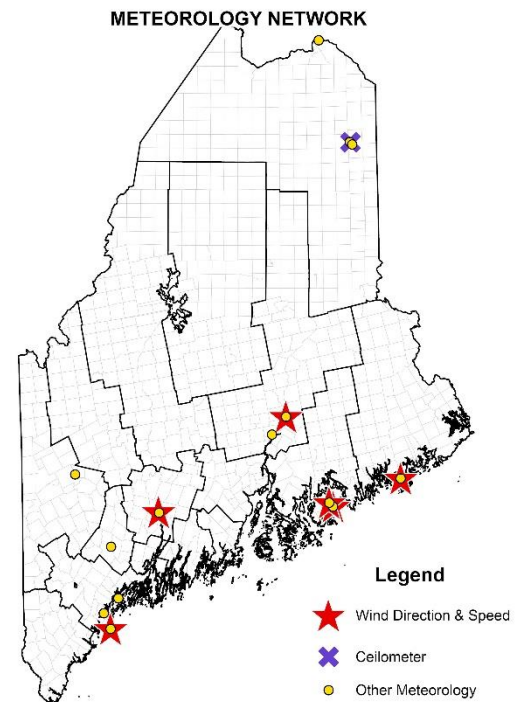 METEOROLOGY NETWORK
Legend
Wind Direction & Speed
Ceilometer
Other Meteorology